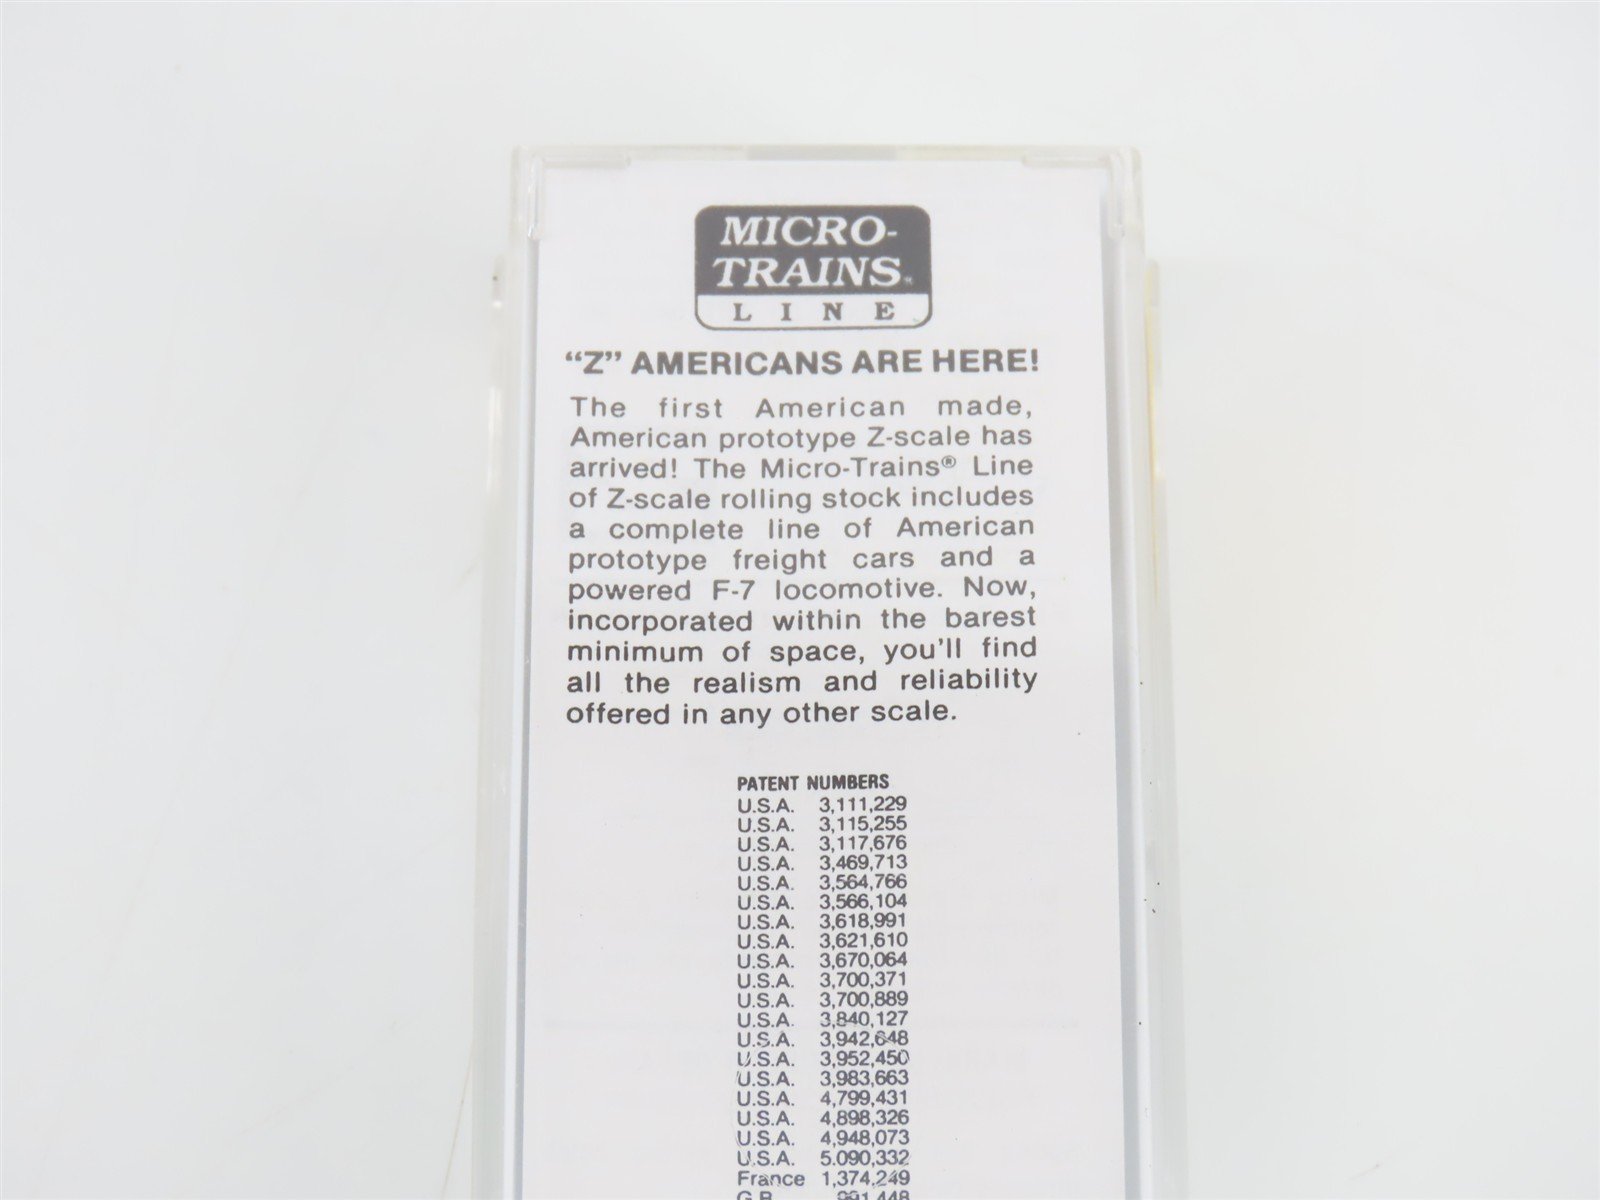 MICRO-
TRAINS
LINE
“Z” AMERICANS ARE HERE!
The first American made,
American prototype Z-scale has
arrived! The Micro-Trains® Line
of Z-scale rolling stock includes
a complete line of American
prototype freight cars and a
powered F-7 locomotive. Now,
incorporated within the barest
minimum of space, you'll find
all the realism and reliability
offered in any other scale.
PATENT NUMBERS
U.S.A. 3,111,229
U.S.A. 3,115,255
U.S.A. 3,117,676
U.S.A. 3,469,713
U.S.A. 3,564,766
U.S.A. 3,566,104
U.S.A. 3,618,991
U.S.A. 3,621,610
U.S.A. 3,670,064
U.S.A. 3,700,371
U.S.A. 3,700,889
U.S.A. 3,840,127
U.S.A. 3,942,648
U.S.A. 3,952,450
U.S.A. 3,983,663
U.S.A. 4,799,431
U.S.A. 4,898,326
U.S.A. 4,948,073
U.S.A. 5.090,332
France 1,374,249
G.B. 991,448